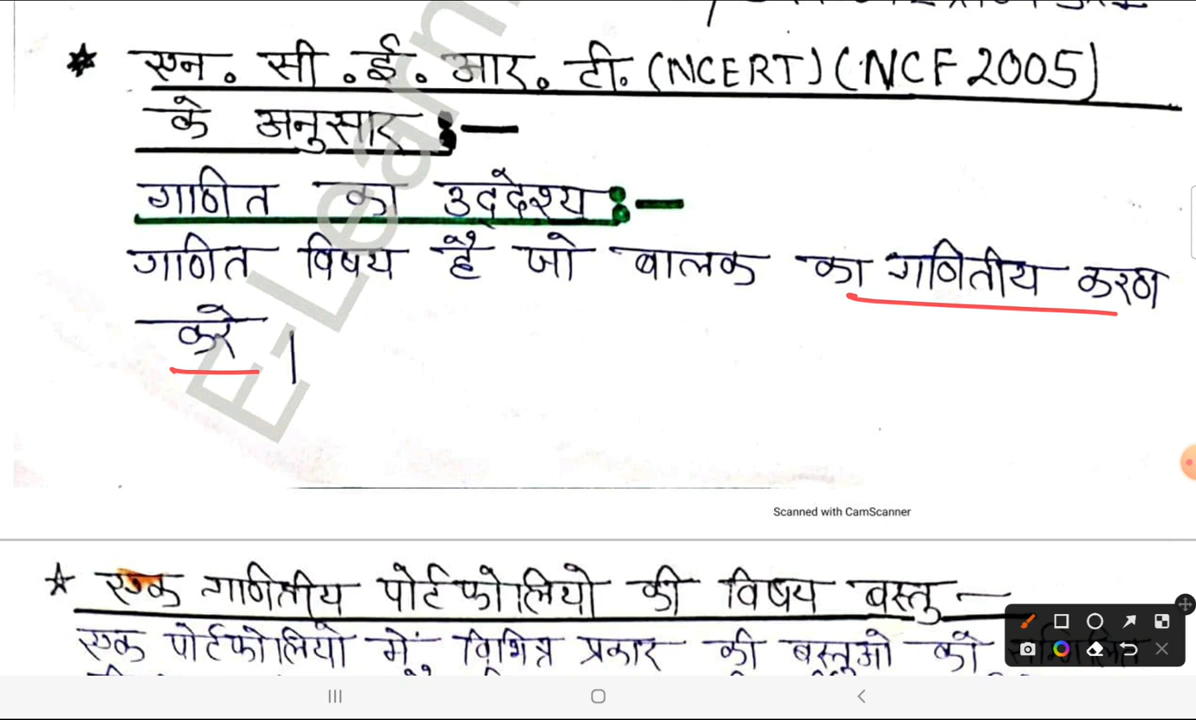 * एन. सी. ई. आर. टी. (NCERT) (NCF 2005)
के अनुसार :—
गणित का उद्देश्य :—
गणित विषय है जो बालक का गणितीय करण
करे |
E-Learn
Scanned with CamScanner
☆ एक गणितीय पोर्टफोलियो की विषय वस्तु —
एक पोर्टफोलियो में विभिन्न प्रकार की वस्तुओ को